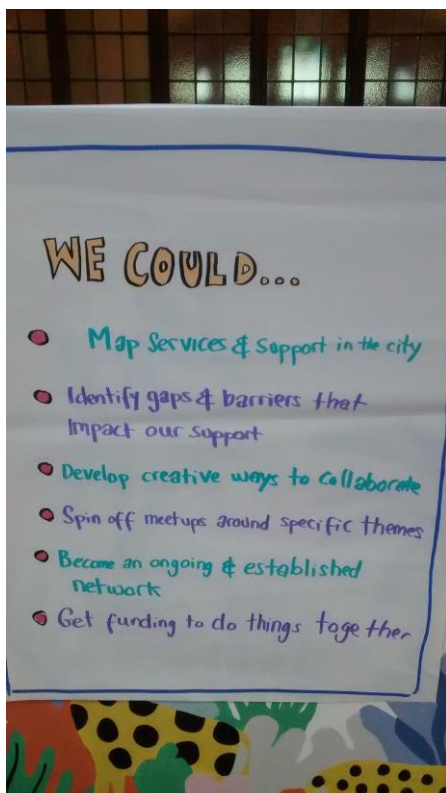 WE COULD...
Map Services & Support in the city
Identify gaps & barriers that
Impact our support
Develop creative ways to collaborate
Spin off meetups around specific themes
Become an ongoing & established
network
Get funding to do things together